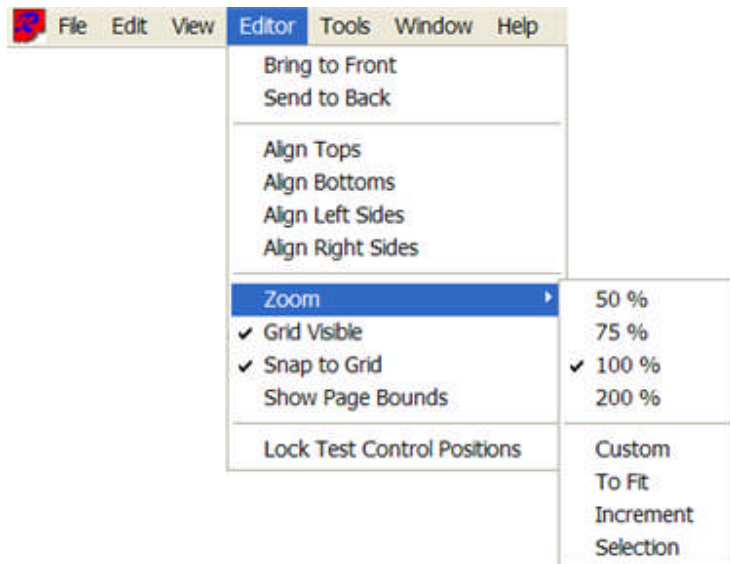 File Edit View Editor Tools Window Help
Bring to Front
Send to Back
Align Tops
Align Bottoms
Align Left Sides
Align Right Sides
Zoom
Grid Visible
Snap to Grid
Show Page Bounds
Lock Test Control Positions
50 %
75 %
100 %
200 %
Custom
To Fit
Increment
Selection